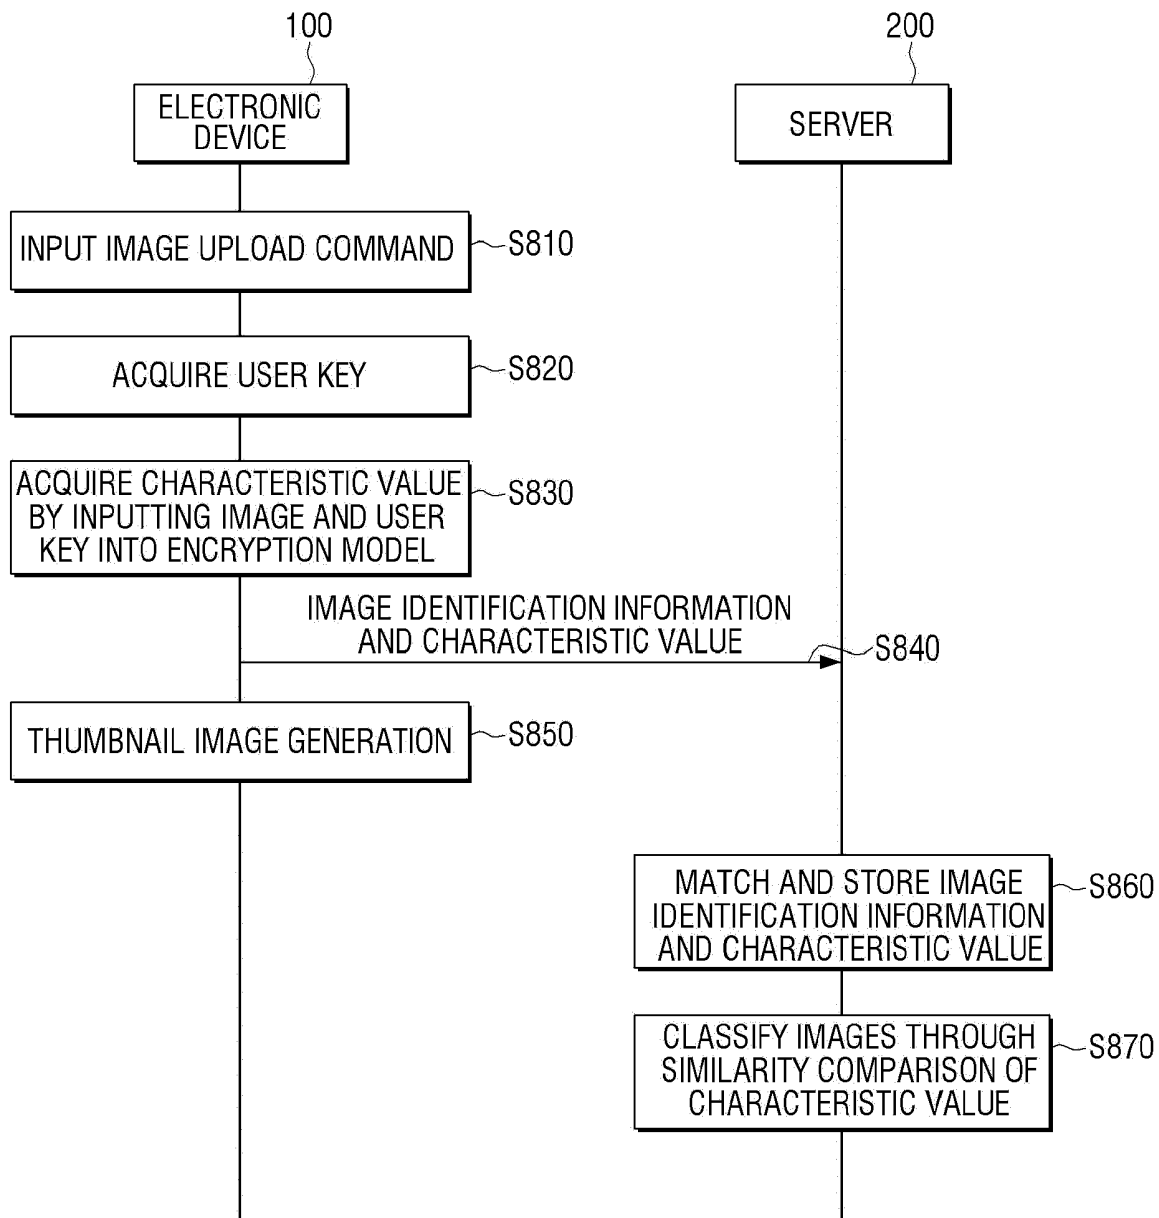 100
200
ELECTRONIC
DEVICE
SERVER
INPUT IMAGE UPLOAD COMMAND
S810
ACQUIRE USER KEY
S820
ACQUIRE CHARACTERISTIC VALUE
BY INPUTTING IMAGE AND USER
KEY INTO ENCRYPTION MODEL
S830
IMAGE IDENTIFICATION INFORMATION
AND CHARACTERISTIC VALUE
S840
THUMBNAIL IMAGE GENERATION
S850
MATCH AND STORE IMAGE
IDENTIFICATION INFORMATION
AND CHARACTERISTIC VALUE
S860
CLASSIFY IMAGES THROUGH
SIMILARITY COMPARISON OF
CHARACTERISTIC VALUE
S870